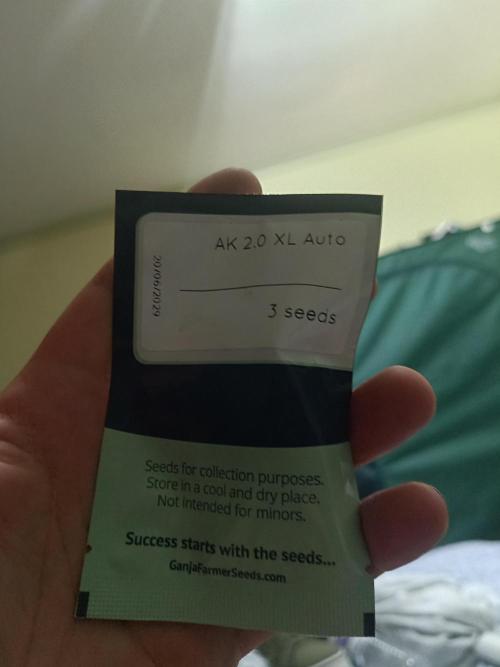 AK 2.0 XL Auto
20/06/2029
3 seeds
Seeds for collection purposes.
Store in a cool and dry place.
Not intended for minors.
Success starts with the seeds...
GanjaFarmerSeeds.com